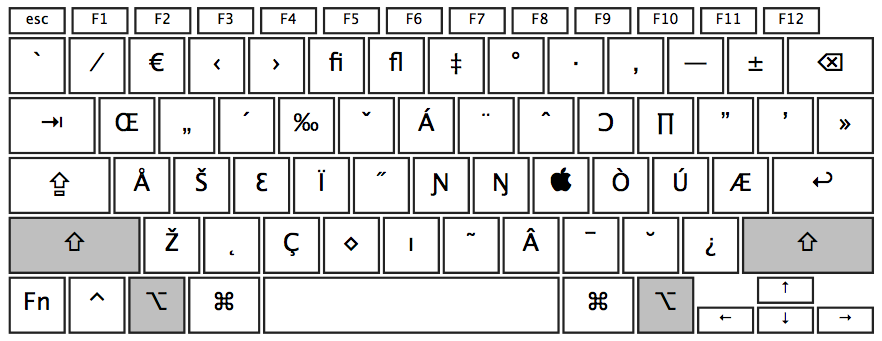 esc F1 F2 F3 F4 F5 F6 F7 F8 F9 F10 F11 F12
` ⁄ € ‹ › ﬁ ﬂ ‡ ° · ‚ — ± ⌫
⇥ Œ „ ´ ‰ ˇ Á ¨ ˆ Ɔ ∏ ” ’ »
⇪ Å Š Ɛ Ï ˝ Ɲ Ŋ  Ò Ú Æ ↩
⇧ Ž ˛ Ç ⋄ ı ˜ Â ¯ ˘ ¿ ⇧
Fn ^ ⌥ ⌘ ⌘ ⌥ ← ↑ ↓ →